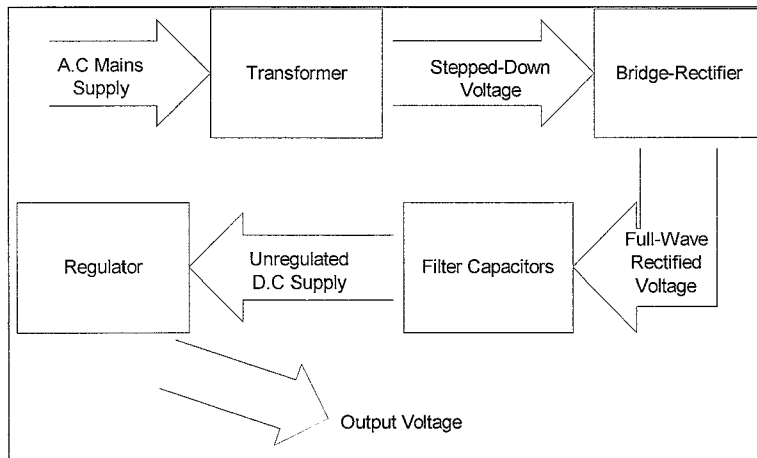 A.C Mains
Supply
Transformer
Stepped-Down
Voltage
Bridge-Rectifier
Full-Wave
Rectified
Voltage
Filter Capacitors
Unregulated
D.C Supply
Regulator
Output Voltage